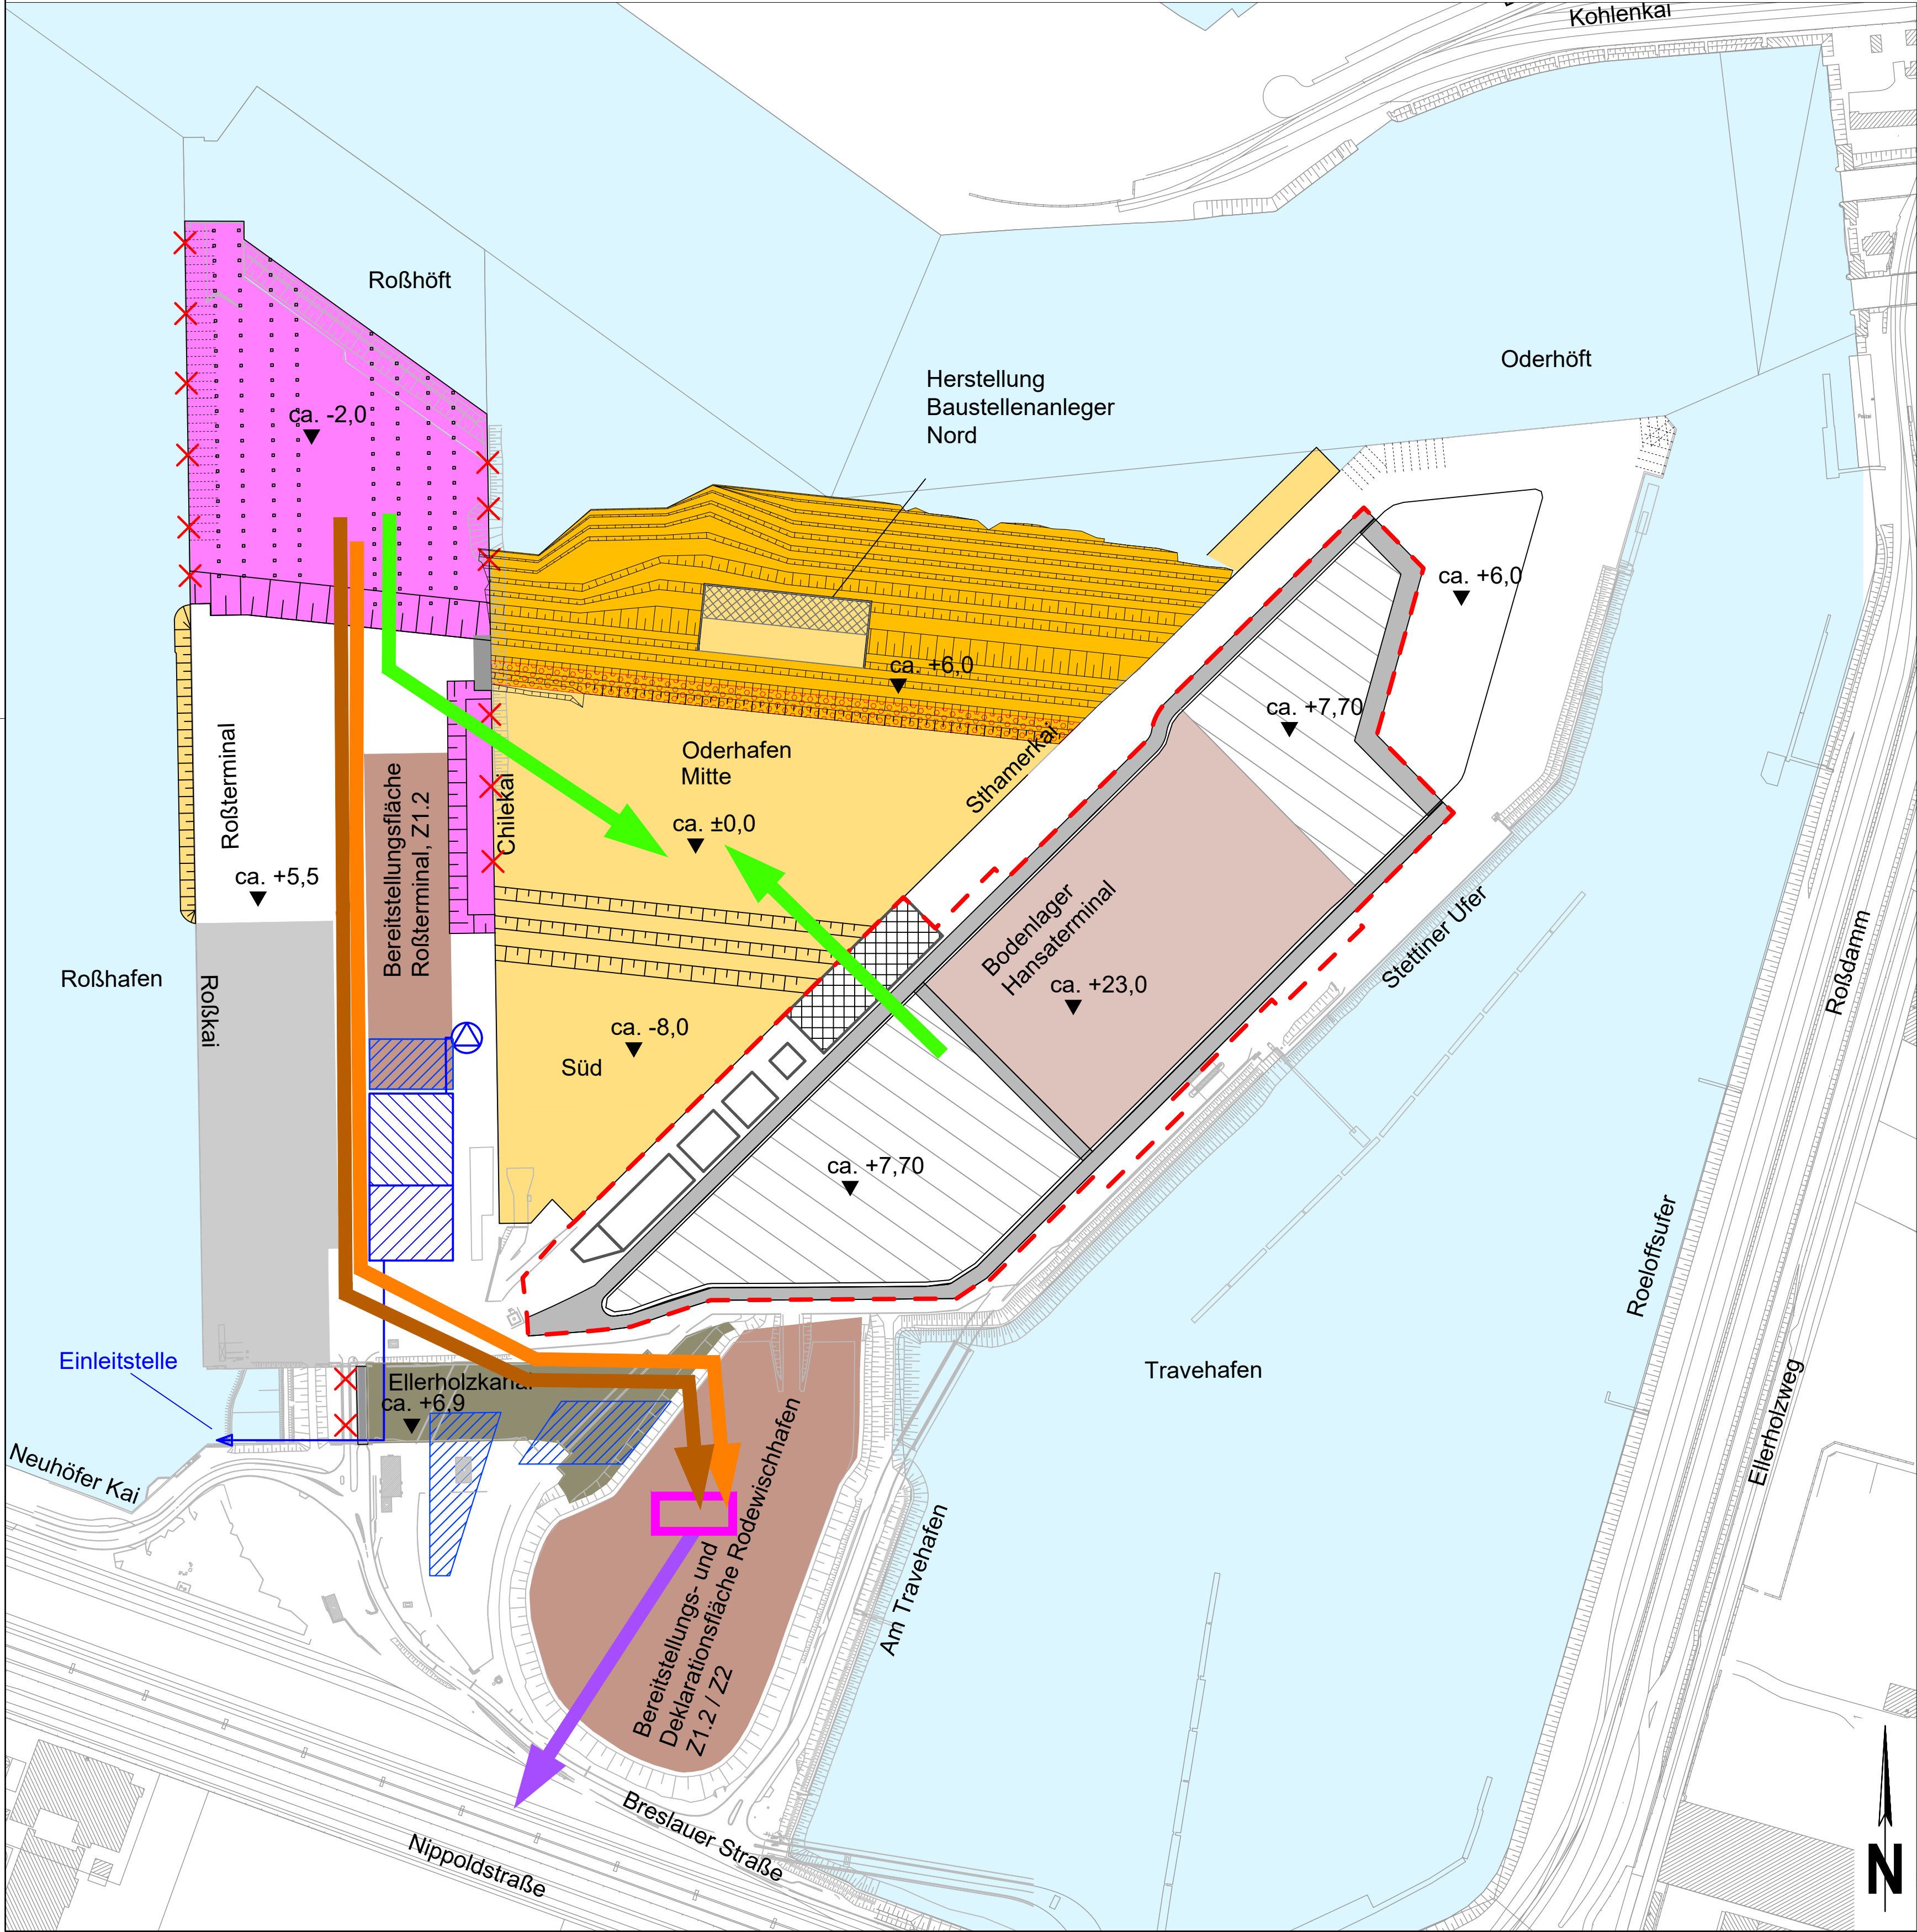 Kohlenkai
Roßhöft
Oderhöft
Herstellung
Baustellenanleger
Nord
ca. -2,0
ca. +6,0
ca. +6,0
ca. +7,70
Oderhafen
Mitte
Sthamerkai
Roßterminal
Bereitstellungsfläche
Roßterminal, Z1.2
Chilekai
ca. ±0,0
ca. +5,5
Bodenlager
Hansaterminal
ca. +23,0
Stettiner Ufer
Roßdamm
Roßhafen
Roßkai
ca. -8,0
Süd
ca. +7,70
Roeloffsufer
Einleitstelle
Ellerholzkanal
ca. +6,9
Travehafen
Ellerholzweg
Neuhöfer Kai
Bereitstellungs- und
Deklarationsfläche Rodewischhafen
Z1.2 / Z2
Am Travehafen
Breslauer Straße
Nippoldstraße
N